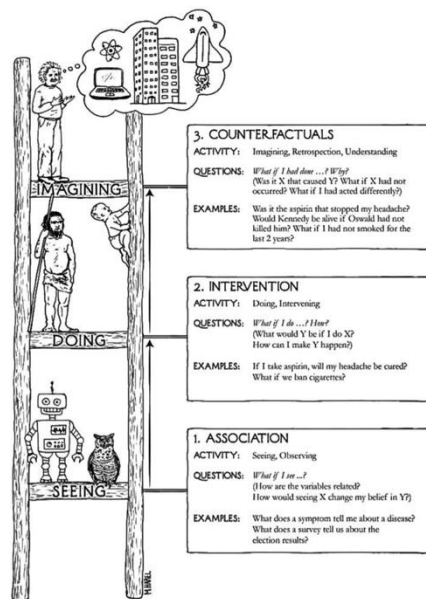 3. COUNTERFACTUALS
ACTIVITY: Imagining, Retrospection, Understanding
QUESTIONS: What if I had done ...? Why?
(Was it X that caused Y? What if X had not
occurred? What if I had acted differently?)
EXAMPLES: Was it the aspirin that stopped my headache?
Would Kennedy be alive if Oswald had not
killed him? What if I had not smoked for the
last 2 years?
IMAGINING
2. INTERVENTION
ACTIVITY: Doing, Intervening
QUESTIONS: What if I do ...? How?
(What would Y be if I do X?
How can I make Y happen?)
EXAMPLES: If I take aspirin, will my headache be cured?
What if we ban cigarettes?
DOING
1. ASSOCIATION
ACTIVITY: Seeing, Observing
QUESTIONS: What if I see ...?
(How are the variables related?
How would seeing X change my belief in Y?)
EXAMPLES: What does a symptom tell me about a disease?
What does a survey tell us about the
election results?
SEEING
M.HAREL